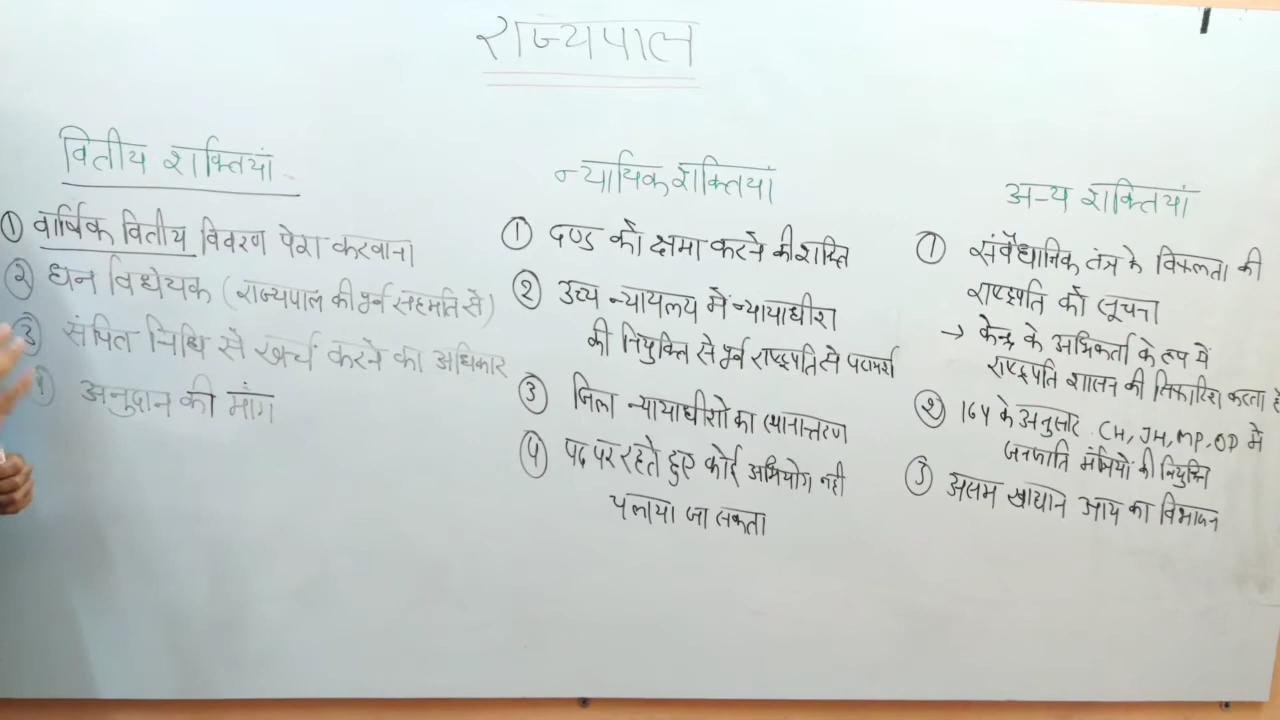 राज्यपाल
वितीय शक्तियां
① वार्षिक वितीय विवरण पेश करवाना
② धन विधेयक (राज्यपाल की पूर्व सहमति से)
③ संचित निधि से खर्च करने का अधिकार
④ अनुदान की मांग
न्यायिक शक्तियां
① दण्ड को क्षमा करने की शक्ति
② उच्च न्यायलय में न्यायाधीश
की नियुक्ति से पूर्व राष्ट्रपति से परामर्श
③ जिला न्यायाधीशो का स्थानान्तरण
④ पद पर रहते हुए कोई अभियोग नही
चलाया जा सकता
अन्य शक्तियां
① संवैधानिक तंत्र के विफलता की
राष्ट्रपति को सूचना
→ केन्द्र के अभिकर्ता के रूप में
राष्ट्रपति शासन की सिफारिश करता है
② 164 के अनुसार CH, JH, MP, OD में
जनजाति मंत्रियों की नियुक्ति
③ असम खाद्यान आय का विभाजन